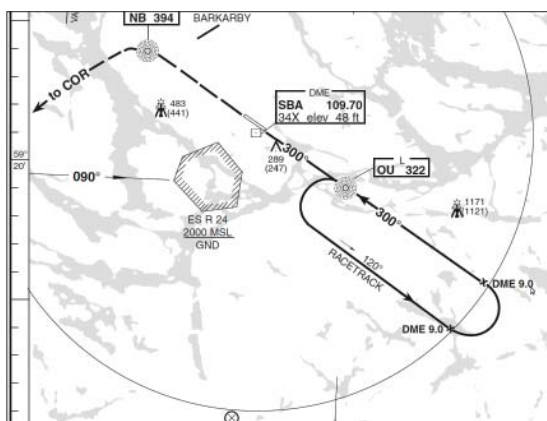 NB 394
BARKARBY
to COR
483
(441)
DME
SBA 109.70
34X elev 48 ft
300°
289
(247)
L
OU 322
59°
20'
090°
ES R 24
2000 MSL
GND
1171
(1121)
300°
120°
RACETRACK
DME 9.0
DME 9.0